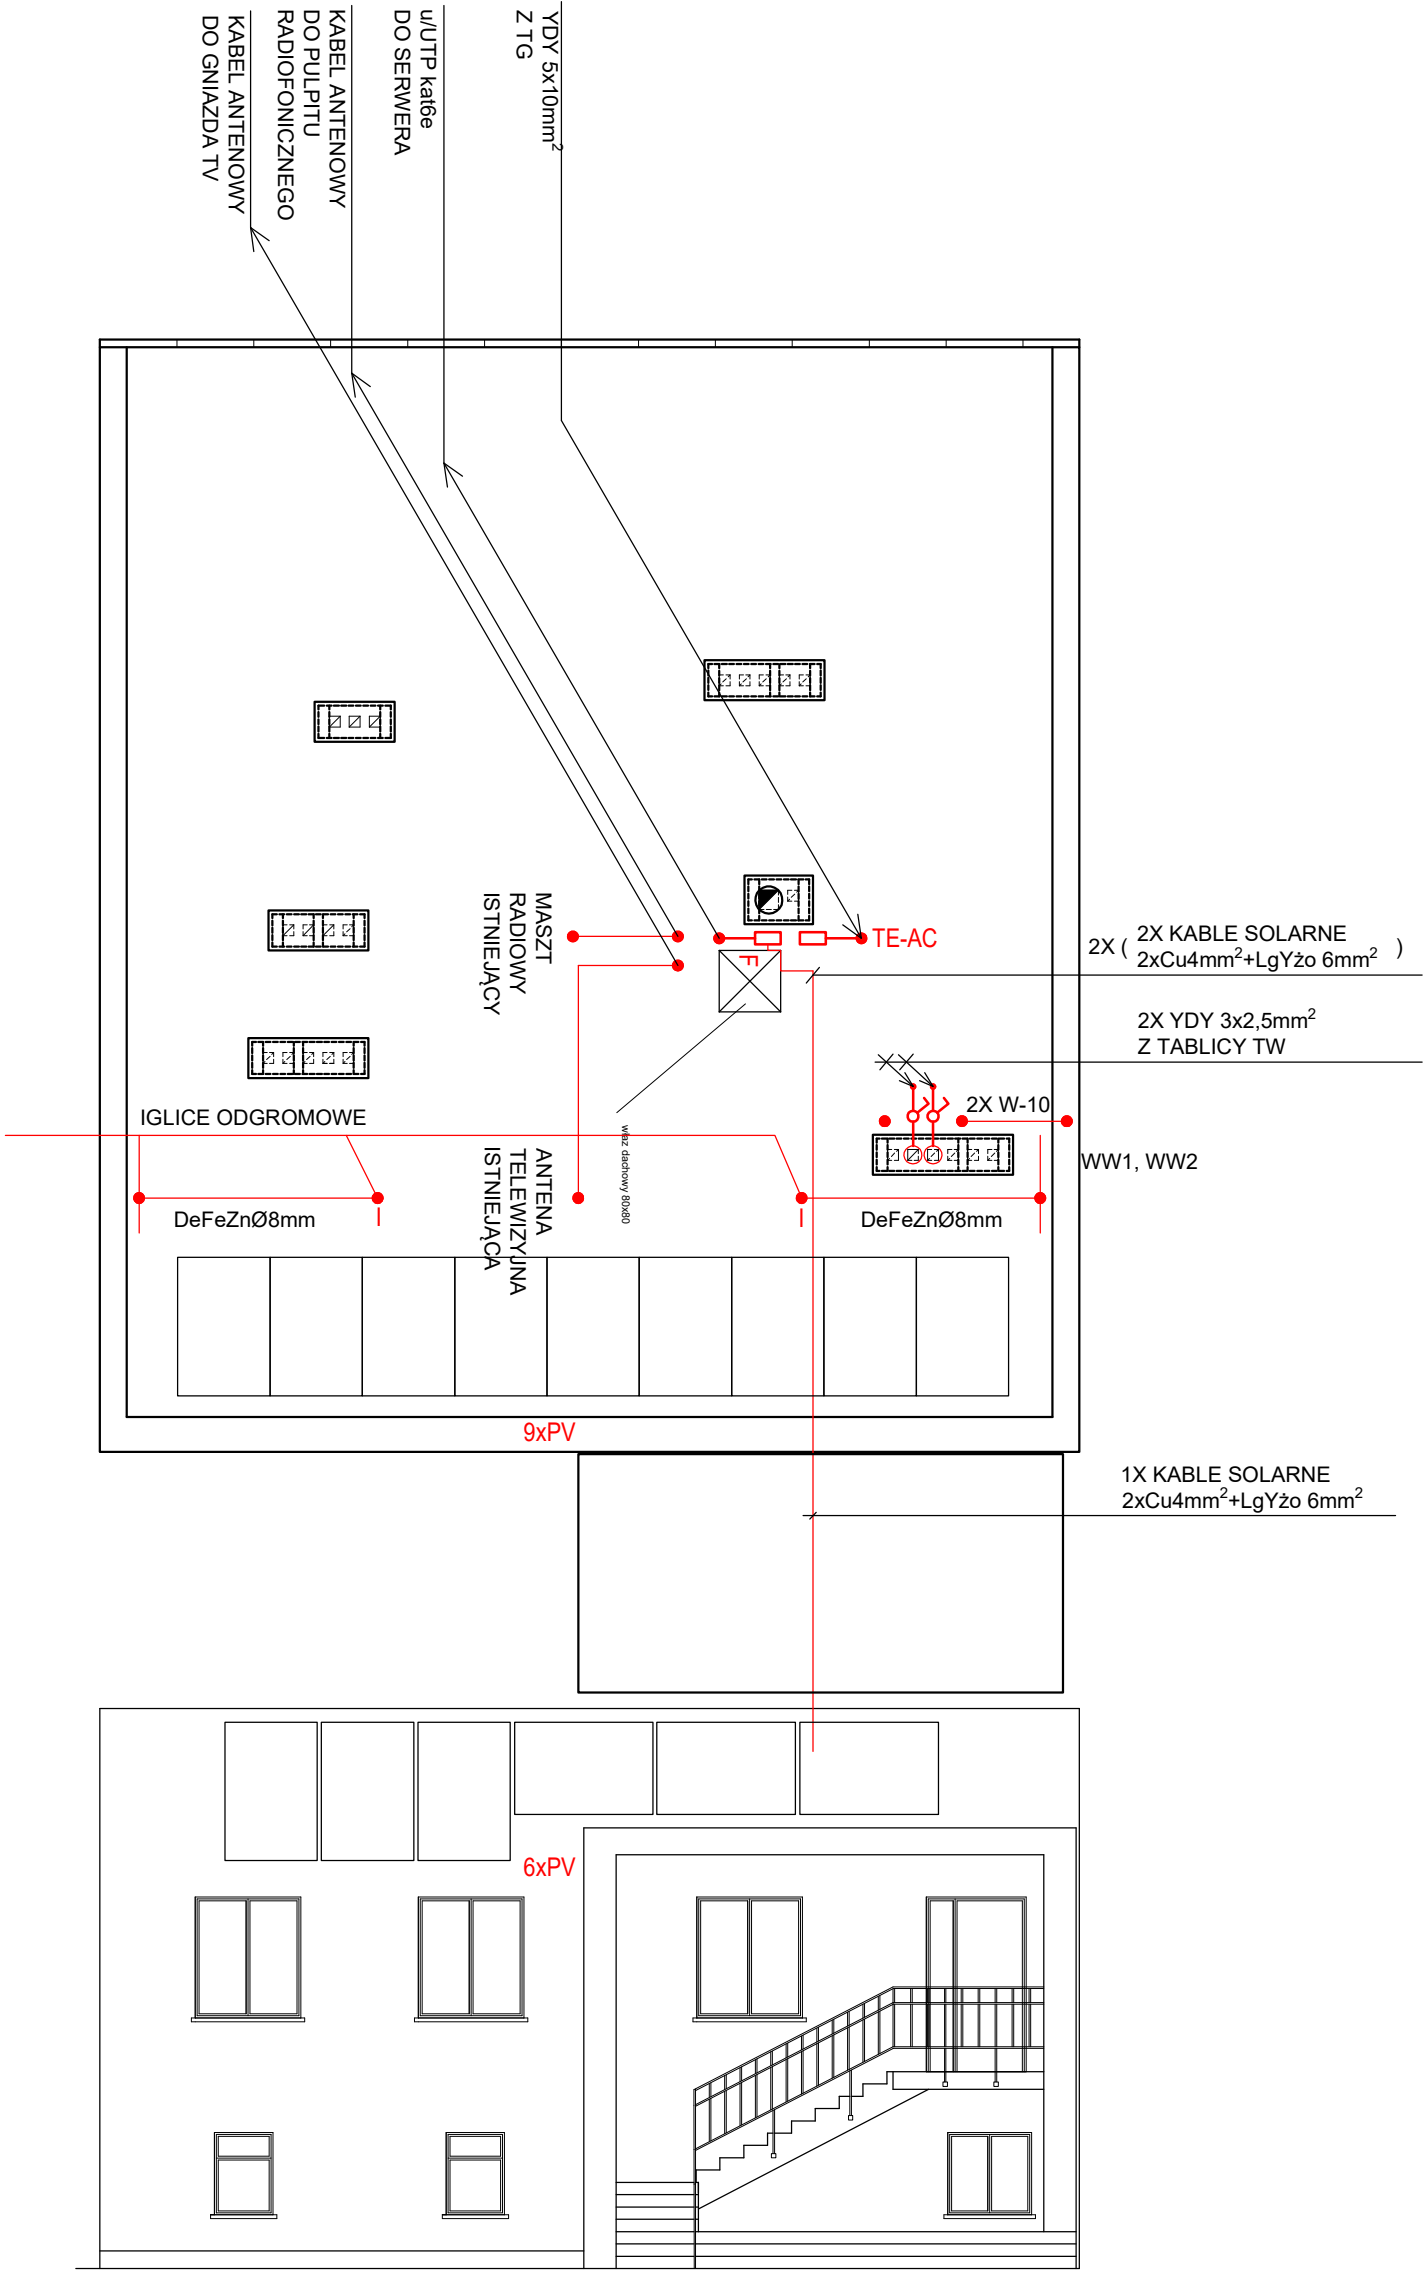 YDY 5x10mm²
Z TG
u/UTP kat6e
DO SERWERA
KABEL ANTENOWY
DO PULPITU
RADIOFONICZNEGO
KABEL ANTENOWY
DO GNIAZDA TV
MASZT
RADIOWY
ISTNIEJĄCY
TE-AC
F
2X ( 2X KABLE SOLARNE
2xCu4mm²+LgYżo 6mm² )
2X YDY 3x2,5mm²
Z TABLICY TW
2X W-10
IGLICE ODGROMOWE
WW1, WW2
właz dachowy 80x80
ANTENA
TELEWIZYJNA
ISTNIEJĄCA
DeFeZnØ8mm
I
I
DeFeZnØ8mm
9xPV
1X KABLE SOLARNE
2xCu4mm²+LgYżo 6mm²
6xPV